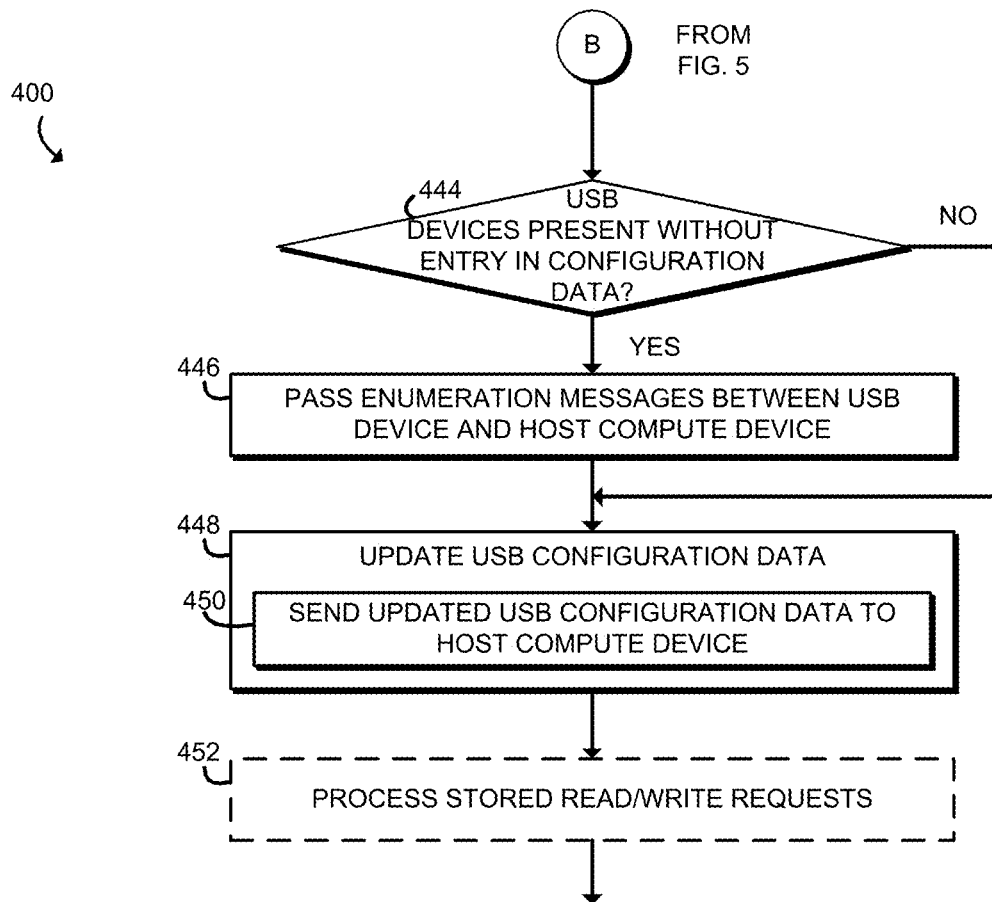 B
FROM
FIG. 5
400
444
USB
DEVICES PRESENT WITHOUT
ENTRY IN CONFIGURATION
DATA?
NO
YES
446
PASS ENUMERATION MESSAGES BETWEEN USB
DEVICE AND HOST COMPUTE DEVICE
448
UPDATE USB CONFIGURATION DATA
450
SEND UPDATED USB CONFIGURATION DATA TO
HOST COMPUTE DEVICE
452
PROCESS STORED READ/WRITE REQUESTS